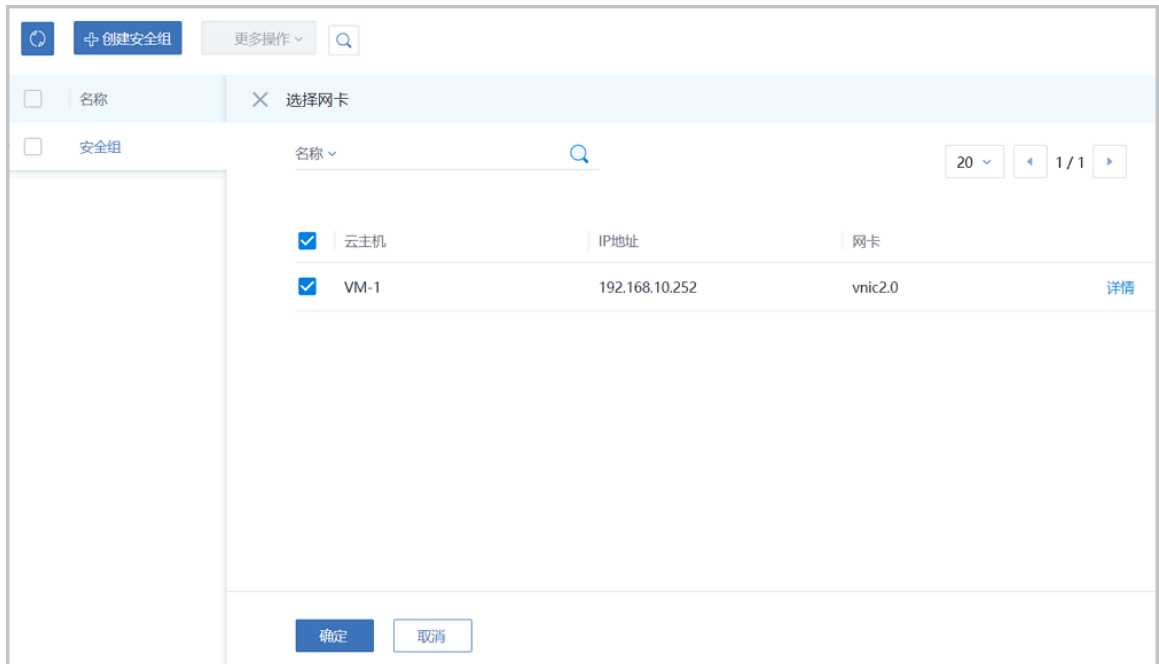 创建安全组 更多操作
名称 选择网卡
安全组 名称 20 1 / 1
云主机 IP地址 网卡
VM-1 192.168.10.252 vnic2.0 详情
确定 取消